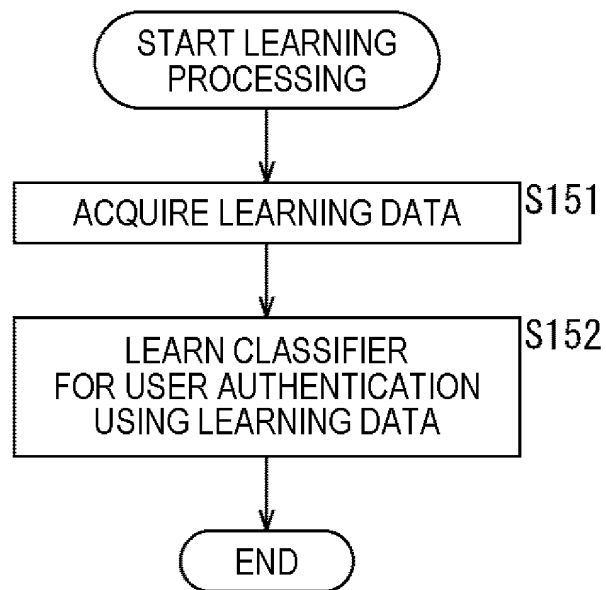 START LEARNING
PROCESSING
ACQUIRE LEARNING DATA
S151
LEARN CLASSIFIER
FOR USER AUTHENTICATION
USING LEARNING DATA
S152
END